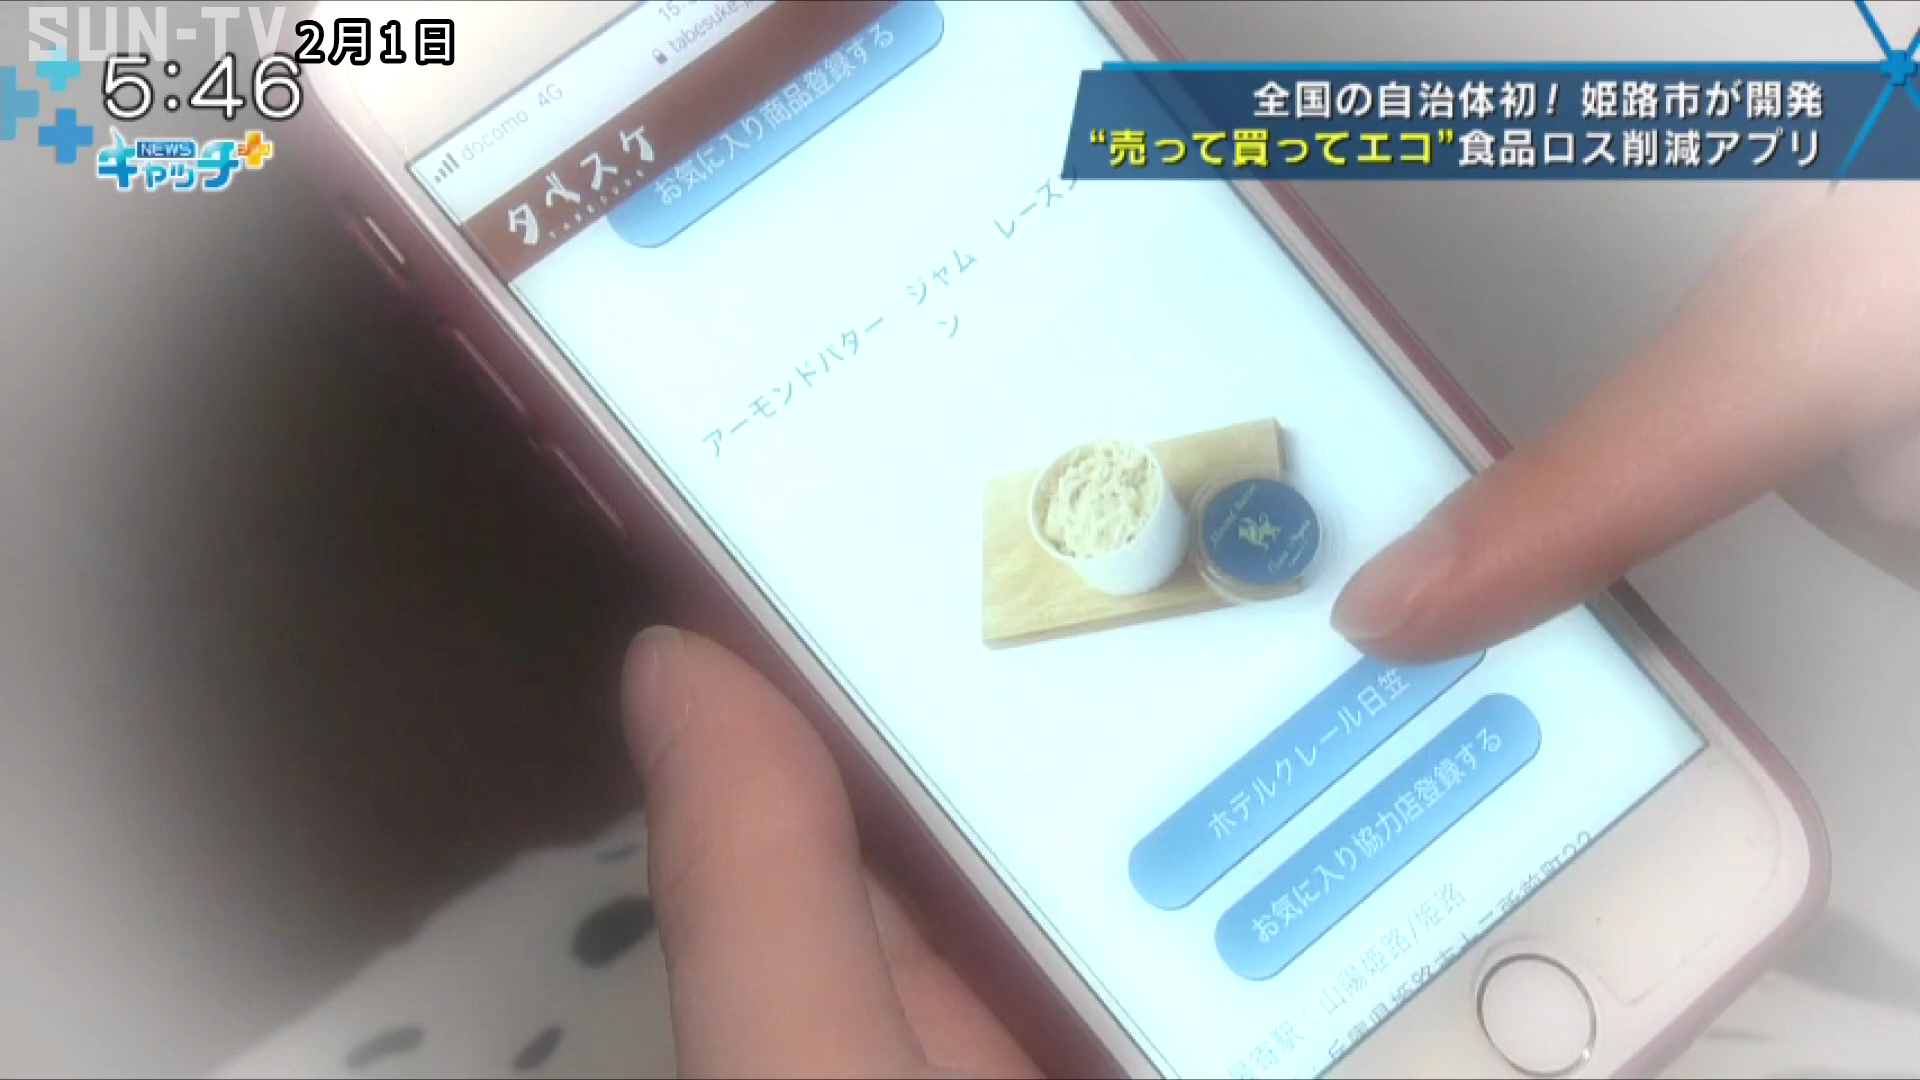 SUN-TV
2月1日
5:46
NEWS
キャッチ+
全国の自治体初! 姫路市が開発
“売って買ってエコ”食品ロス削減アプリ
docomo 4G
タベスケ
TABESUKE
お気に入り商品登録する
アーモンドバター ジャム レーズン
ン
ホテルクレール日笠
お気に入り協力店登録する
最寄駅:山陽姫路/姫路